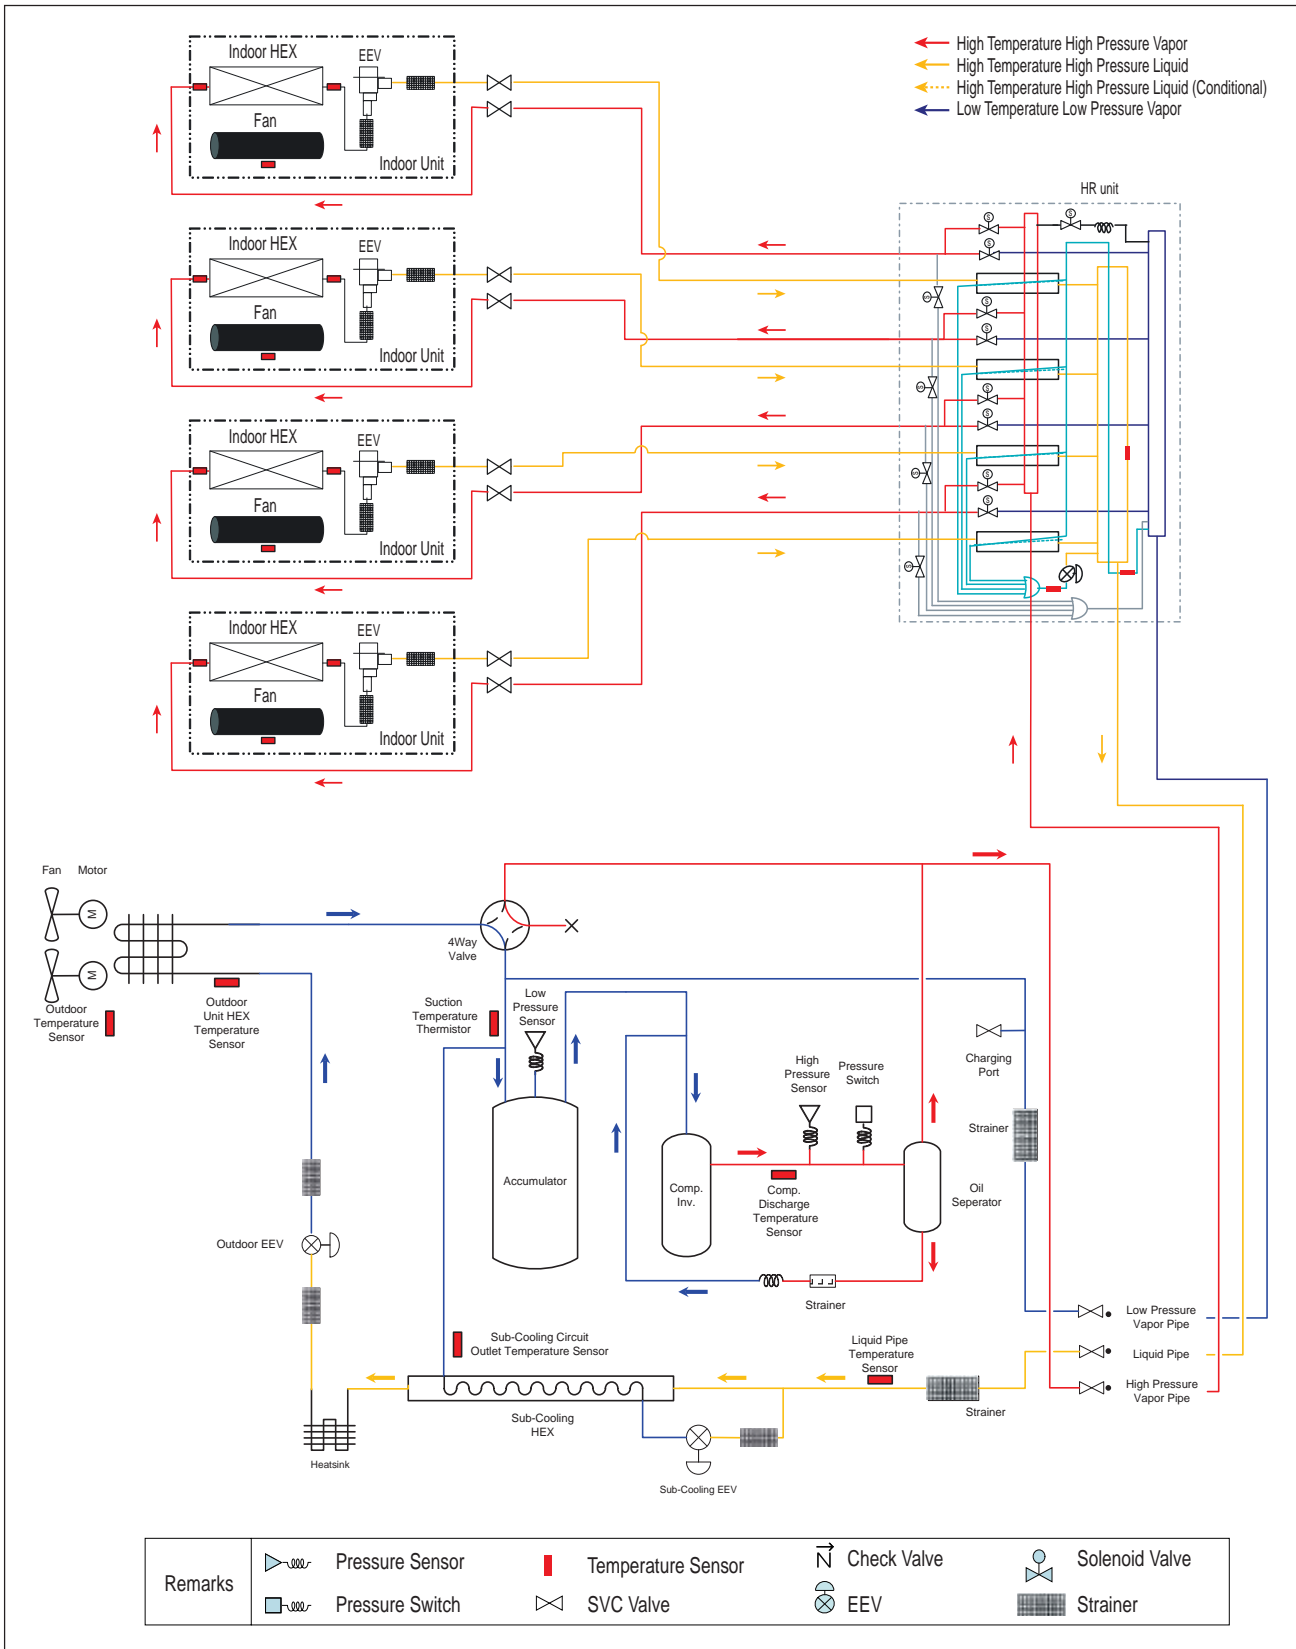 High Temperature High Pressure Vapor
High Temperature High Pressure Liquid
High Temperature High Pressure Liquid (Conditional)
Low Temperature Low Pressure Vapor
Indoor HEX
EEV
Fan
Indoor Unit
HR unit
S
S
S
S
S
S
S
S
S
S
S
S
S
Indoor HEX
EEV
Fan
Indoor Unit
Indoor HEX
EEV
Fan
Indoor Unit
Indoor HEX
EEV
Fan
Indoor Unit
Fan
Motor
M
M
4Way
Valve
Outdoor
Temperature
Sensor
Outdoor
Unit HEX
Temperature
Sensor
Suction
Temperature
Thermistor
Low
Pressure
Sensor
High
Pressure
Sensor
Pressure
Switch
Charging
Port
Strainer
Accumulator
Comp.
Inv.
Comp.
Discharge
Temperature
Sensor
Oil
Seperator
Outdoor EEV
Strainer
Sub-Cooling Circuit
Outlet Temperature Sensor
Liquid Pipe
Temperature
Sensor
Low Pressure
Vapor Pipe
Liquid Pipe
High Pressure
Vapor Pipe
Strainer
Sub-Cooling
HEX
Heatsink
Sub-Cooling EEV
Remarks
Pressure Sensor
Temperature Sensor
Check Valve
Solenoid Valve
Pressure Switch
SVC Valve
EEV
Strainer